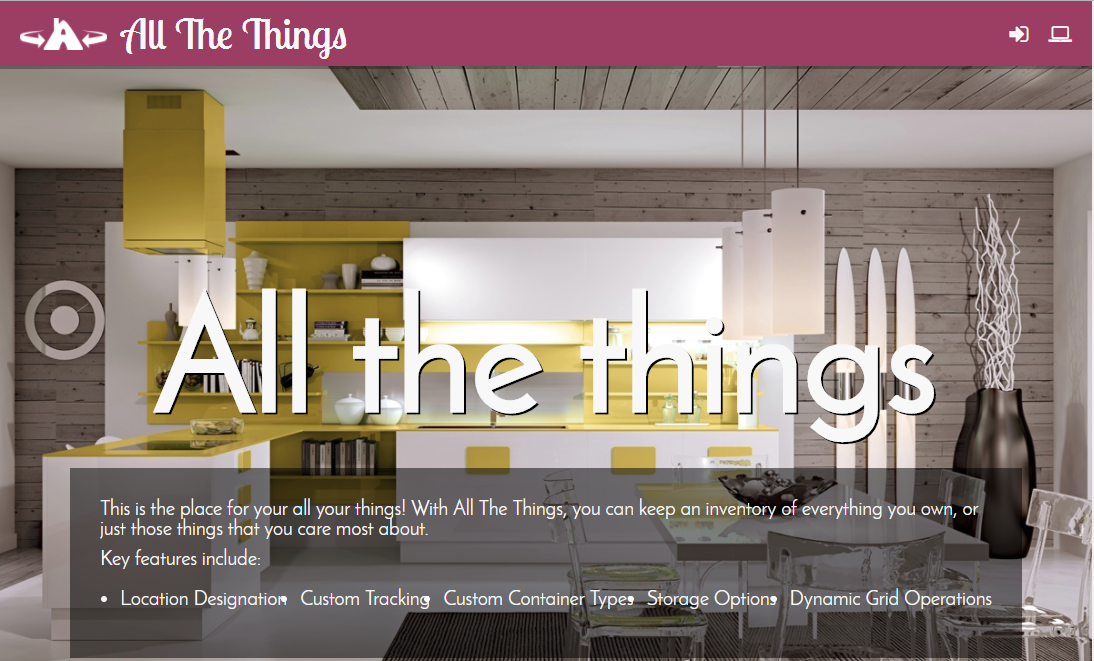 All The Things
All the things
This is the place for your all your things! With All The Things, you can keep an inventory of everything you own, or
just those things that you care most about.
Key features include:
• Location Designation • Custom Tracking • Custom Container Types • Storage Options • Dynamic Grid Operations